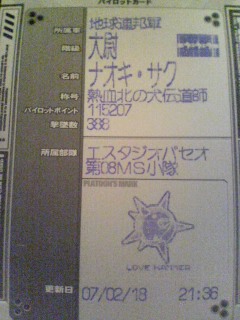 パイロットカード
所属軍 地球連邦軍
階級 大尉
名前 ナオキ・サク
称号 熱血北の犬伝道師
パイロットポイント 115207
撃墜数 388
所属部隊 エスタジオパセオ
第08MS小隊
PLATOON'S MARK
LOVE HAMMER
更新日 07/02/18 21:36